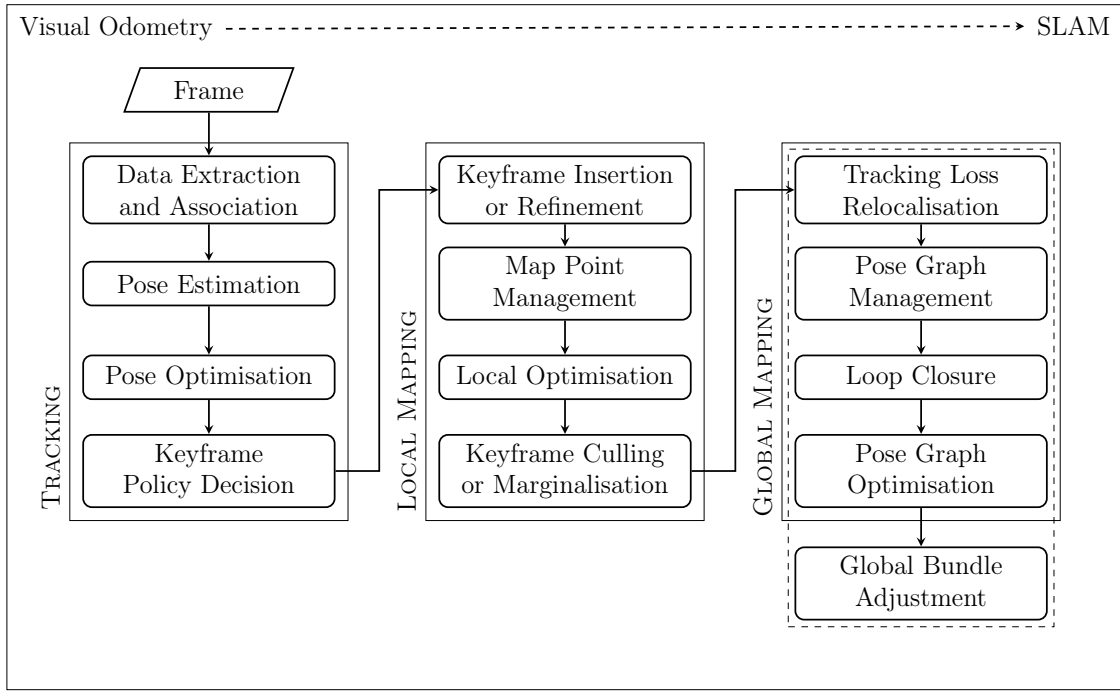 Visual Odometry
SLAM
Frame
TRACKING
Data Extraction
and Association
Pose Estimation
Pose Optimisation
Keyframe
Policy Decision
LOCAL MAPPING
Keyframe Insertion
or Refinement
Map Point
Management
Local Optimisation
Keyframe Culling
or Marginalisation
GLOBAL MAPPING
Tracking Loss
Relocalisation
Pose Graph
Management
Loop Closure
Pose Graph
Optimisation
Global Bundle
Adjustment